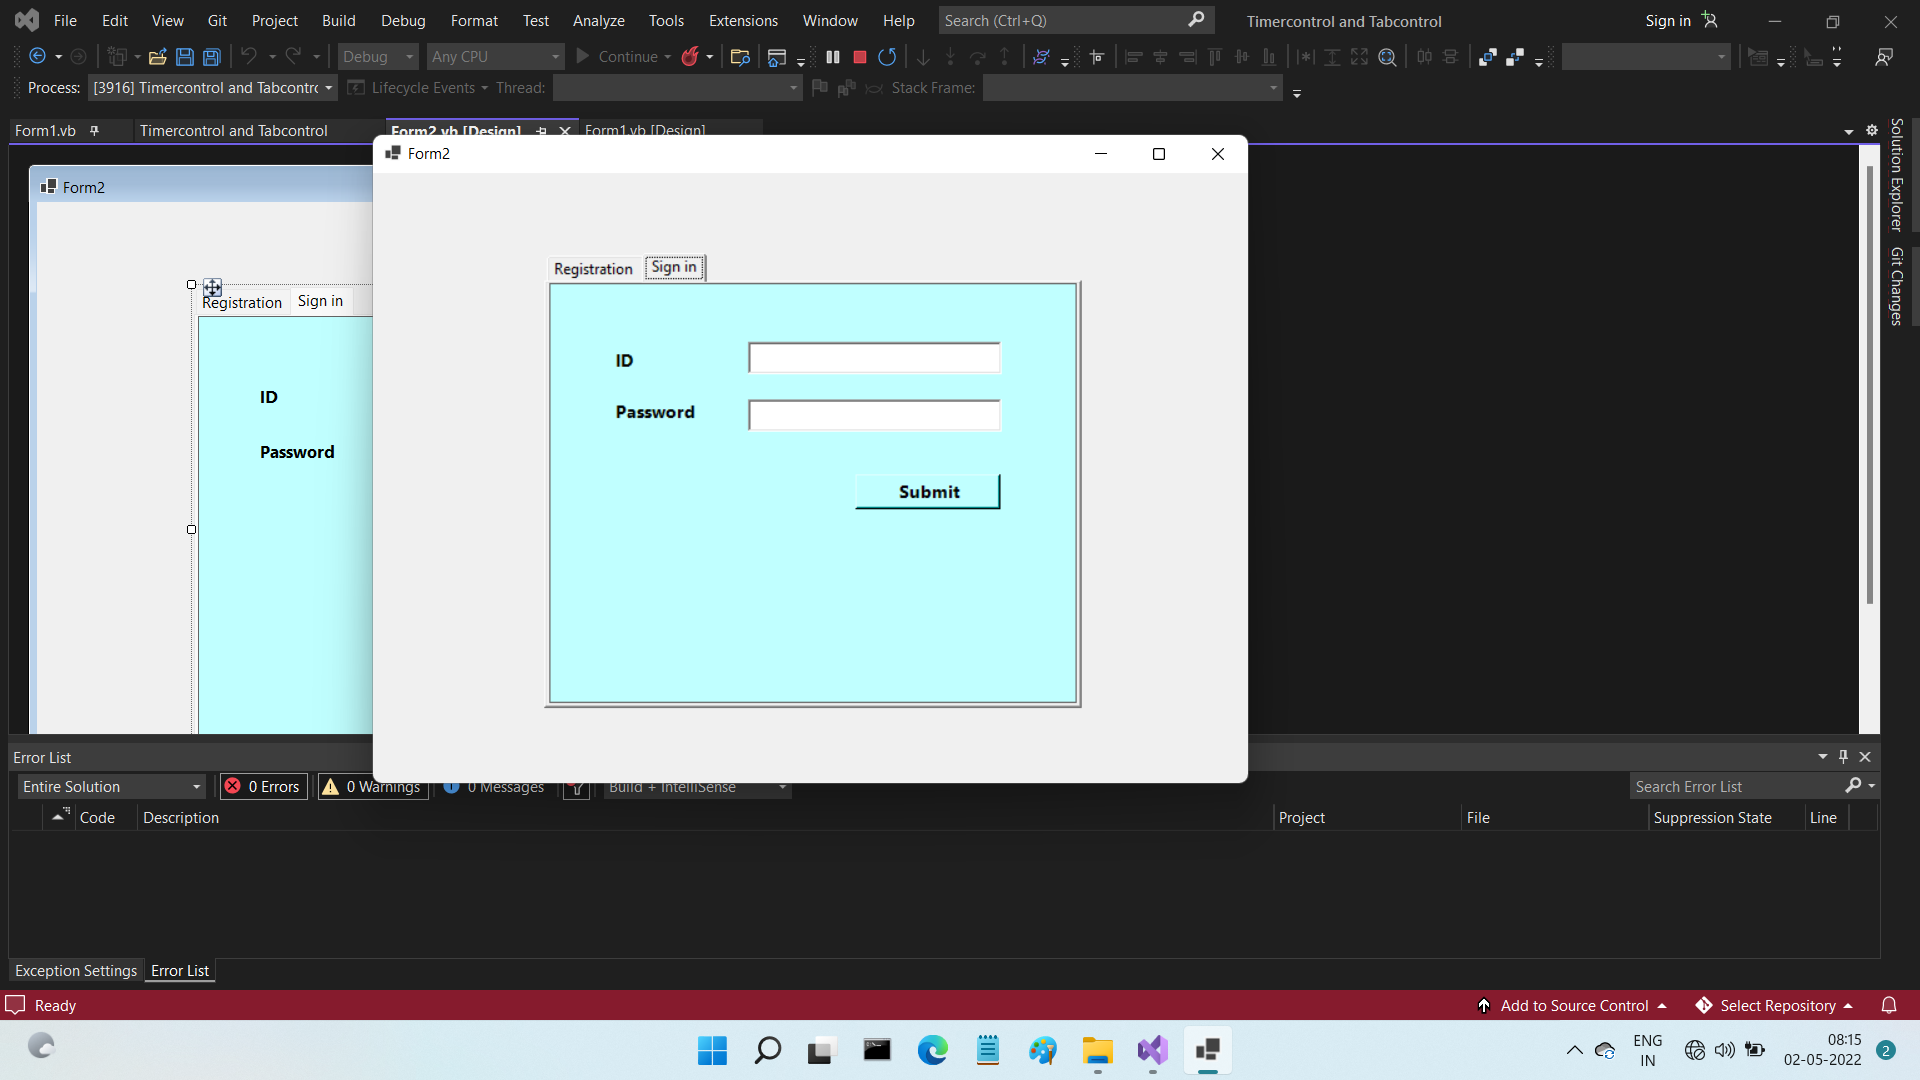 File Edit View Git Project Build Debug Format Test Analyze Tools Extensions Window Help Search (Ctrl+Q) Timercontrol and Tabcontrol Sign in
Debug Any CPU Continue
Process: [3916] Timercontrol and Tabcontro Lifecycle Events Thread: Stack Frame:
Form1.vb Timercontrol and Tabcontrol Form2.vb [Design] Form1.vb [Design]
Solution Explorer
Git Changes
Form2
Registration Sign in
ID
Password
Form2
Registration Sign in
ID
Password
Submit
Error List
Entire Solution 0 Errors 0 Warnings 0 Messages Build + IntelliSense Search Error List
Code Description Project File Suppression State Line
Exception Settings Error List
Ready Add to Source Control Select Repository
ENG
IN
08:15
02-05-2022
2